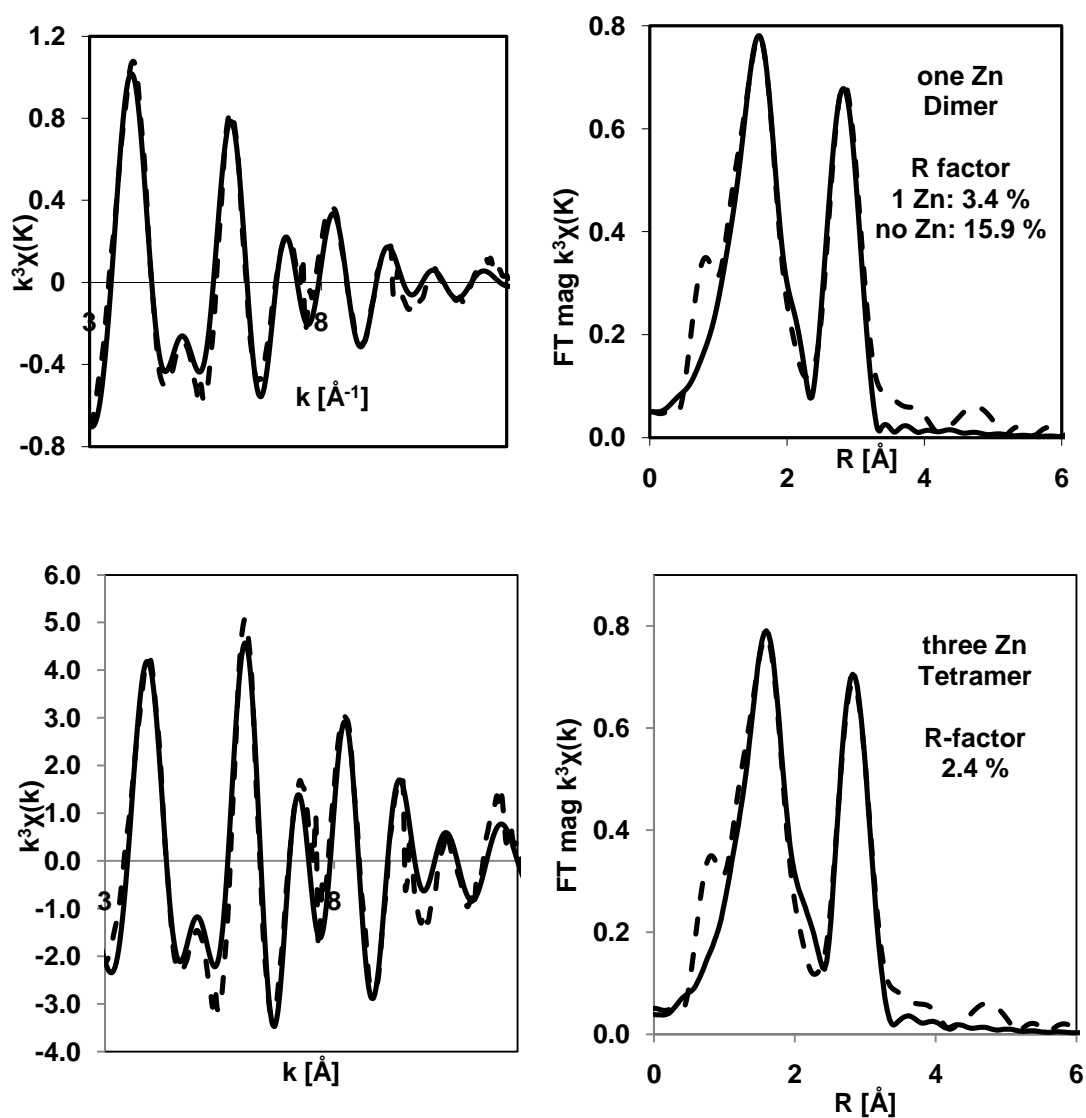 1.2
0.8
0.4
0
-0.4
-0.8
3
8
k³χ(K)
k [Å⁻¹]
0.8
0.6
0.4
0.2
0.0
0 2 4 6
FT mag k³χ(K)
R [Å]
one Zn
Dimer
R factor
1 Zn: 3.4 %
no Zn: 15.9 %
6.0
5.0
4.0
3.0
2.0
1.0
0.0
-1.0
-2.0
-3.0
-4.0
3
8
k³χ(k)
k [Å]
0.8
0.6
0.4
0.2
0.0
0 2 4 6
FT mag k³χ(k)
R [Å]
three Zn
Tetramer
R-factor
2.4 %